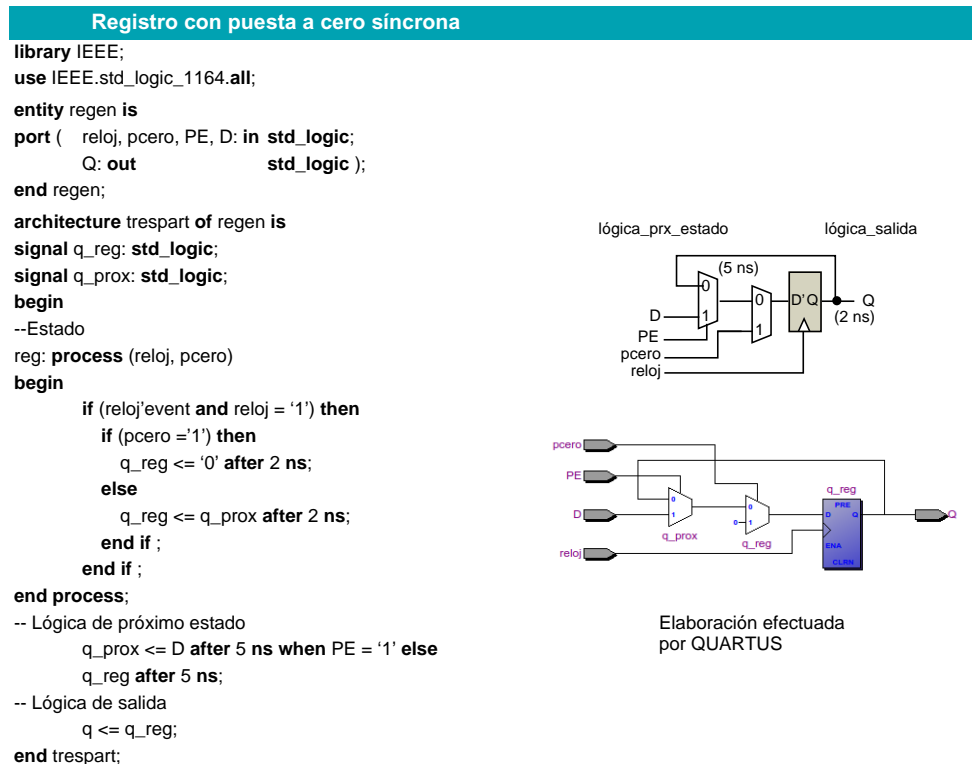 Registro con puesta a cero síncrona
library IEEE;
use IEEE.std_logic_1164.all;
entity regen is
port ( reloj, pcero, PE, D: in std_logic;
Q: out std_logic );
end regen;
architecture trespart of regen is
signal q_reg: std_logic;
signal q_prox: std_logic;
begin
--Estado
reg: process (reloj, pcero)
begin
if (reloj’event and reloj = ‘1’) then
if (pcero =’1’) then
q_reg <= ‘0’ after 2 ns;
else
q_reg <= q_prox after 2 ns;
end if ;
end if ;
end process;
-- Lógica de próximo estado
q_prox <= D after 5 ns when PE = ‘1’ else
q_reg after 5 ns;
-- Lógica de salida
q <= q_reg;
end trespart;
lógica_prx_estado lógica_salida
(5 ns)
0
0 D’ Q Q
D 1 (2 ns)
PE 1
pcero
reloj
pcero
PE
q_reg
PRE
0
0 D Q Q
D 1 0 1
q_prox q_reg
ENA
reloj
CLRN
Elaboración efectuada
por QUARTUS